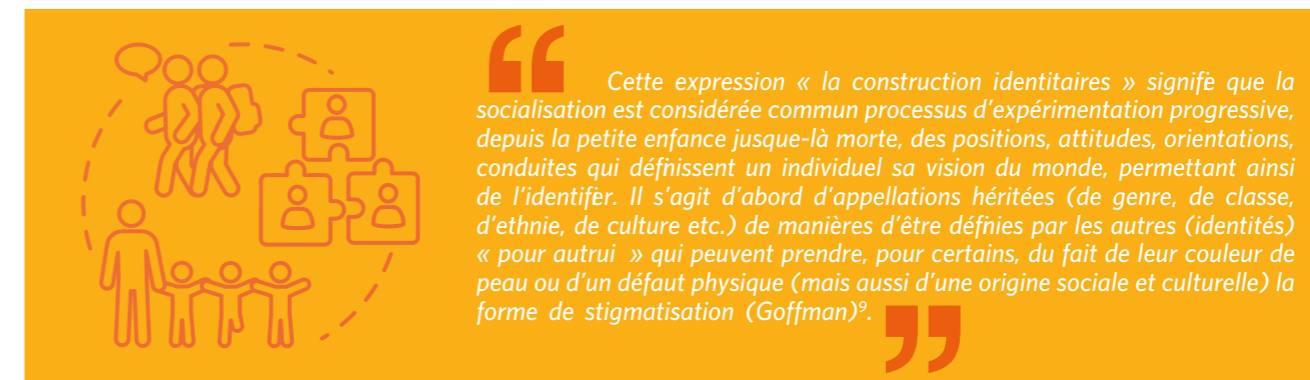 “ Cette expression « la construction identitaires » signifè que la
socialisation est considérée commun processus d’expérimentation progressive,
depuis la petite enfance jusque-là morte, des positions, attitudes, orientations,
conduites qui défnissent un individuel sa vision du monde, permettant ainsi
de l’identifèr. Il s’agit d’abord d’appellations héritées (de genre, de classe,
d’ethnie, de culture etc.) de manières d’être défnies par les autres (identités)
« pour autrui » qui peuvent prendre, pour certains, du fait de leur couleur de
peau ou d’un défaut physique (mais aussi d’une origine sociale et culturelle) la
forme de stigmatisation (Goffman)⁹. ”